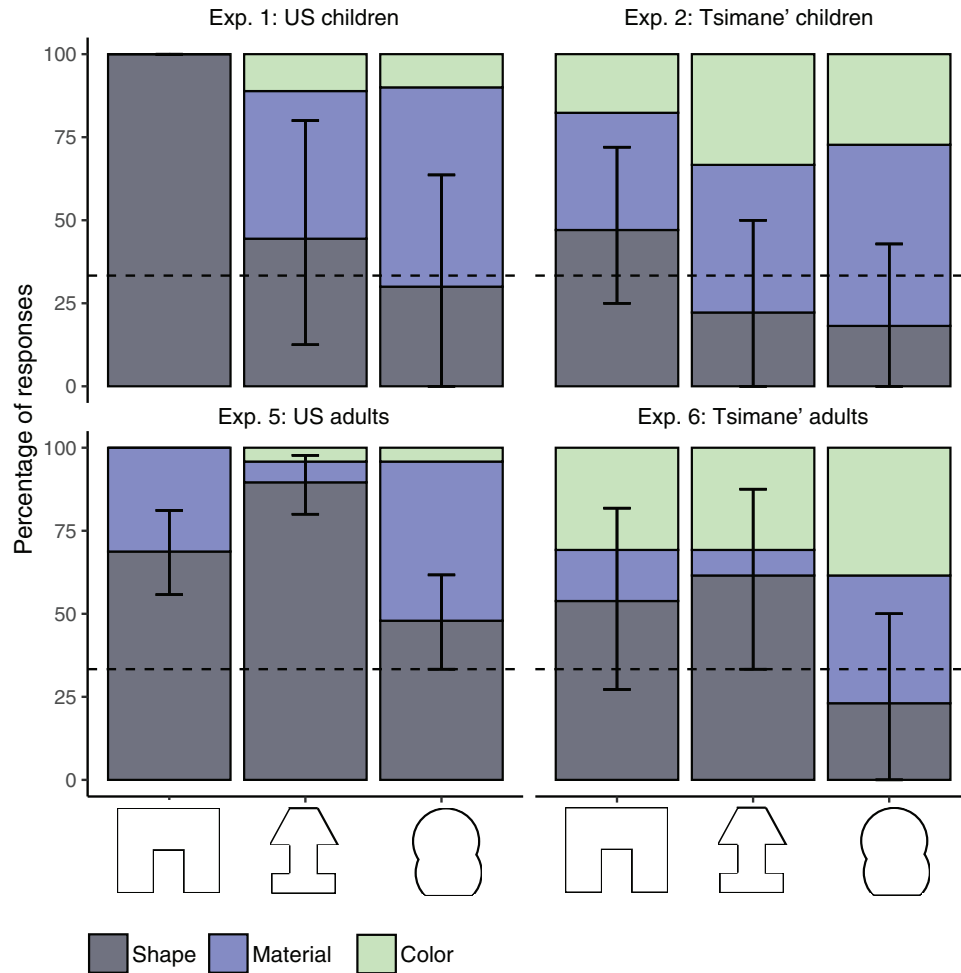 Exp. 1: US children
Exp. 2: Tsimane' children
100
75
50
25
0
Exp. 5: US adults
Exp. 6: Tsimane' adults
100
75
50
25
0
Percentage of responses
Shape Material Color